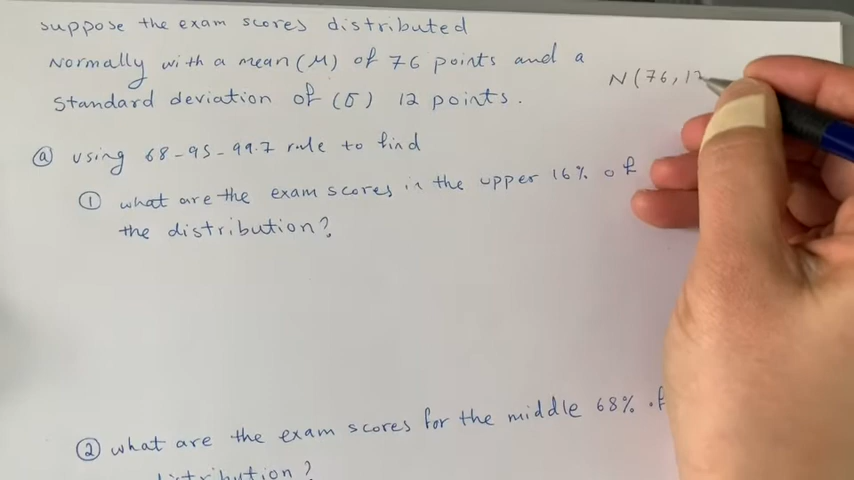 suppose the exam scores distributed
Normally with a mean (μ) of 76 points and a
standard deviation of (σ) 12 points.
N(76, 12
ⓐ using 68-95-99.7 rule to find
① what are the exam scores in the upper 16% of
the distribution?
② what are the exam scores for the middle 68% of
distribution?